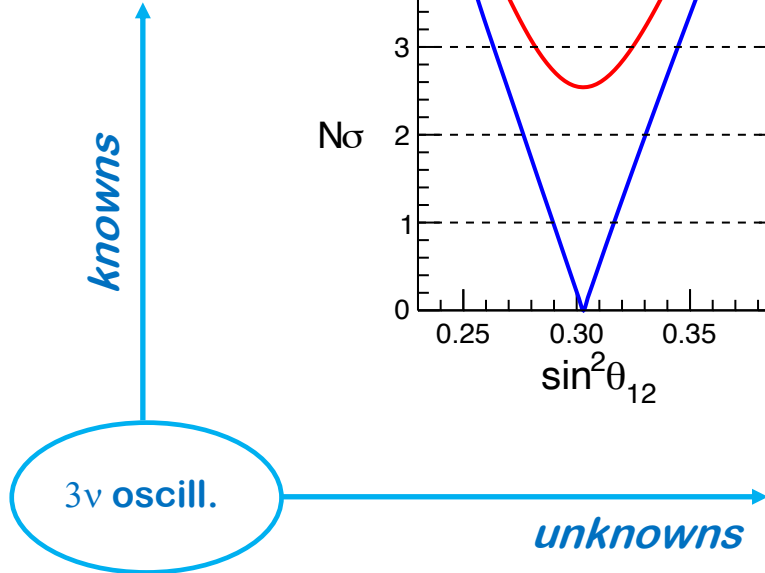 3
2
1
0
Nσ
0.25 0.30 0.35
sin²θ₁₂
knowns
3ν oscill.
unknowns